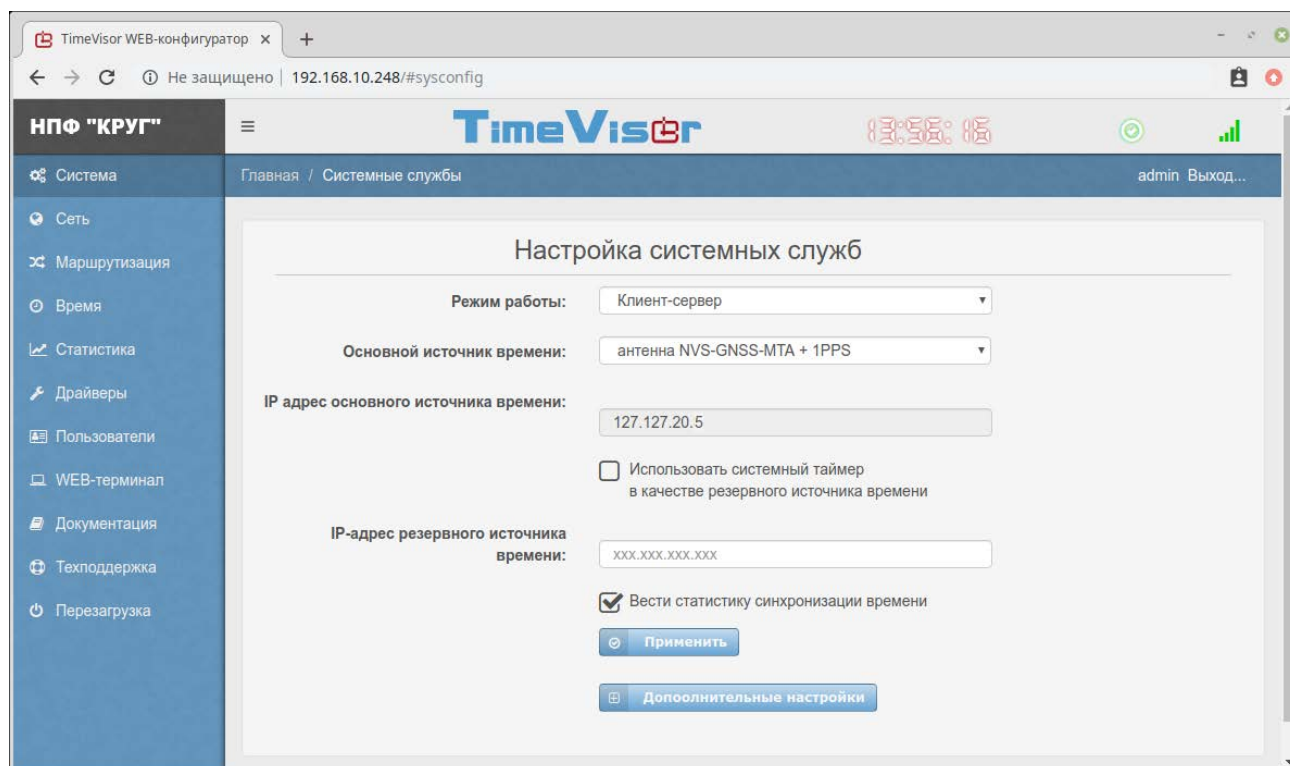 TimeVisor WEB-конфигуратор
Не защищено | 192.168.10.248/#sysconfig
НПФ "КРУГ"
TimeVisor
13:56:16
Система
Главная / Системные службы
admin Выход...
Сеть
Маршрутизация
Время
Статистика
Драйверы
Пользователи
WEB-терминал
Документация
Техподдержка
Перезагрузка
Настройка системных служб
Режим работы:
Клиент-сервер
Основной источник времени:
антенна NVS-GNSS-MTA + 1PPS
IP адрес основного источника времени:
127.127.20.5
Использовать системный таймер
в качестве резервного источника времени
IP-адрес резервного источника
времени:
xxx.xxx.xxx.xxx
Вести статистику синхронизации времени
Применить
Допоолнительные настройки